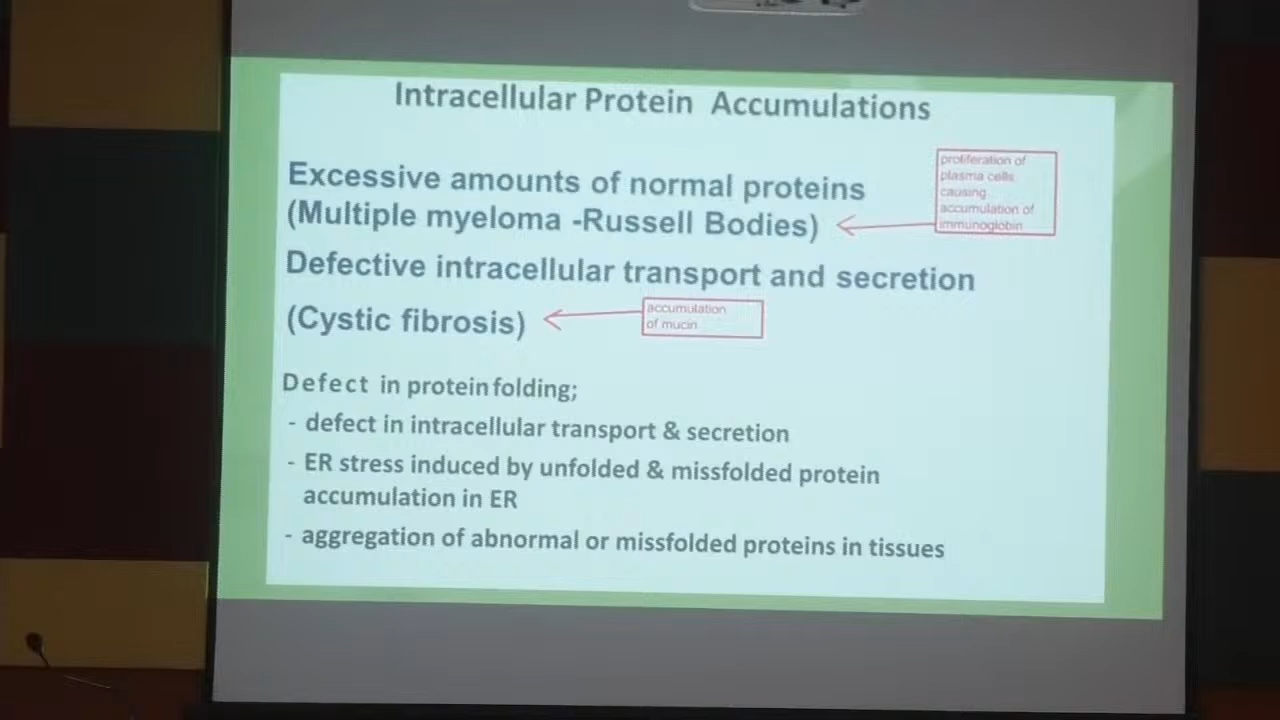 Intracellular Protein Accumulations
Excessive amounts of normal proteins
(Multiple myeloma -Russell Bodies)
proliferation of
plasma cells
causing
accumulation of
immunoglobin
Defective intracellular transport and secretion
(Cystic fibrosis)
accumulation
of mucin
Defect in protein folding;
- defect in intracellular transport & secretion
- ER stress induced by unfolded & missfolded protein
accumulation in ER
- aggregation of abnormal or missfolded proteins in tissues